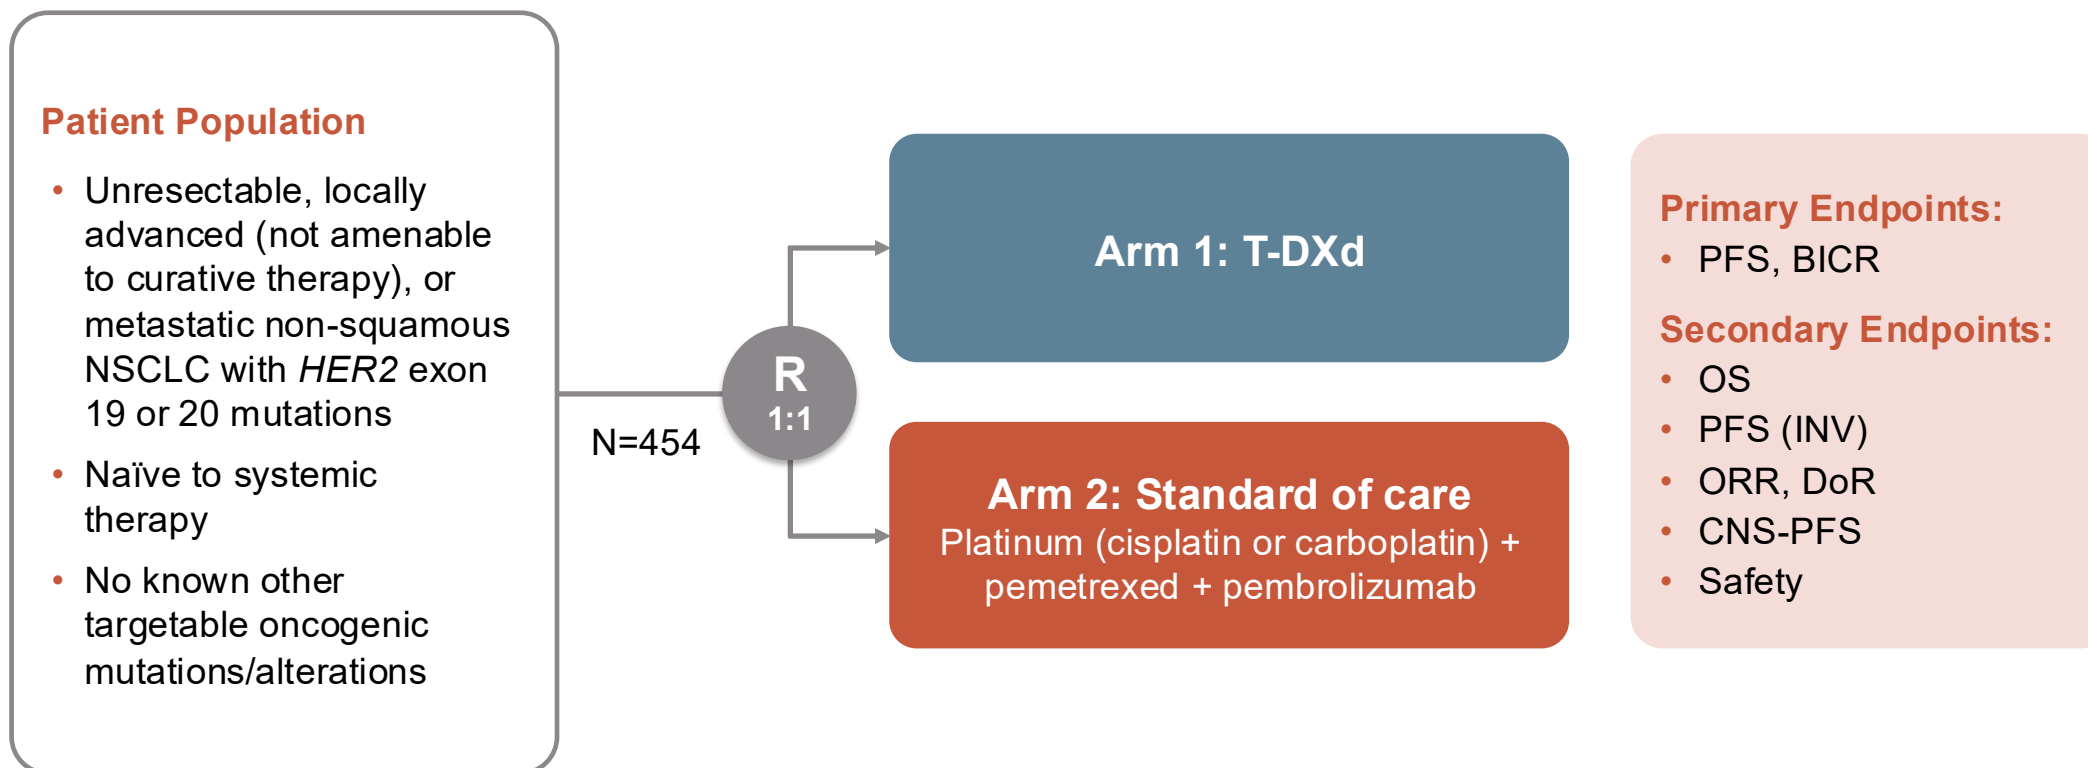 Patient Population
• Unresectable, locally
advanced (not amenable
to curative therapy), or
metastatic non-squamous
NSCLC with HER2 exon
19 or 20 mutations
• Naïve to systemic
therapy
• No known other
targetable oncogenic
mutations/alterations
N=454
R
1:1
Arm 1: T-DXd
Arm 2: Standard of care
Platinum (cisplatin or carboplatin) +
pemetrexed + pembrolizumab
Primary Endpoints:
• PFS, BICR
Secondary Endpoints:
• OS
• PFS (INV)
• ORR, DoR
• CNS-PFS
• Safety